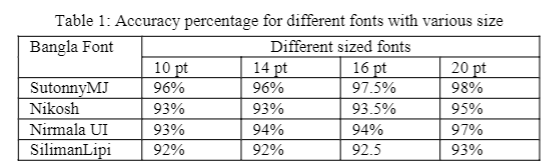 Table 1: Accuracy percentage for different fonts with various size
Bangla Font Different sized fonts
10 pt 14 pt 16 pt 20 pt
SutonnyMJ 96% 96% 97.5% 98%
Nikosh 93% 93% 93.5% 95%
Nirmala UI 93% 94% 94% 97%
SilimanLipi 92% 92% 92.5 93%